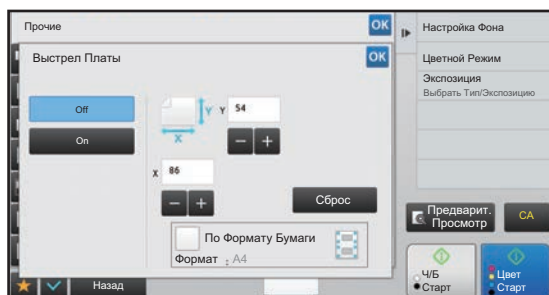 Прочие
OK
Выстрел Платы
OK
Off
On
Y
Y
54
X
X
86
Сброс
По Формату Бумаги
Формат : A4
Назад
Настройка Фона
Цветной Режим
Экспозиция
Выбрать Тип/Экспозицию
Предварит.
Просмотр
CA
Ч/Б
Старт
Цвет
Старт